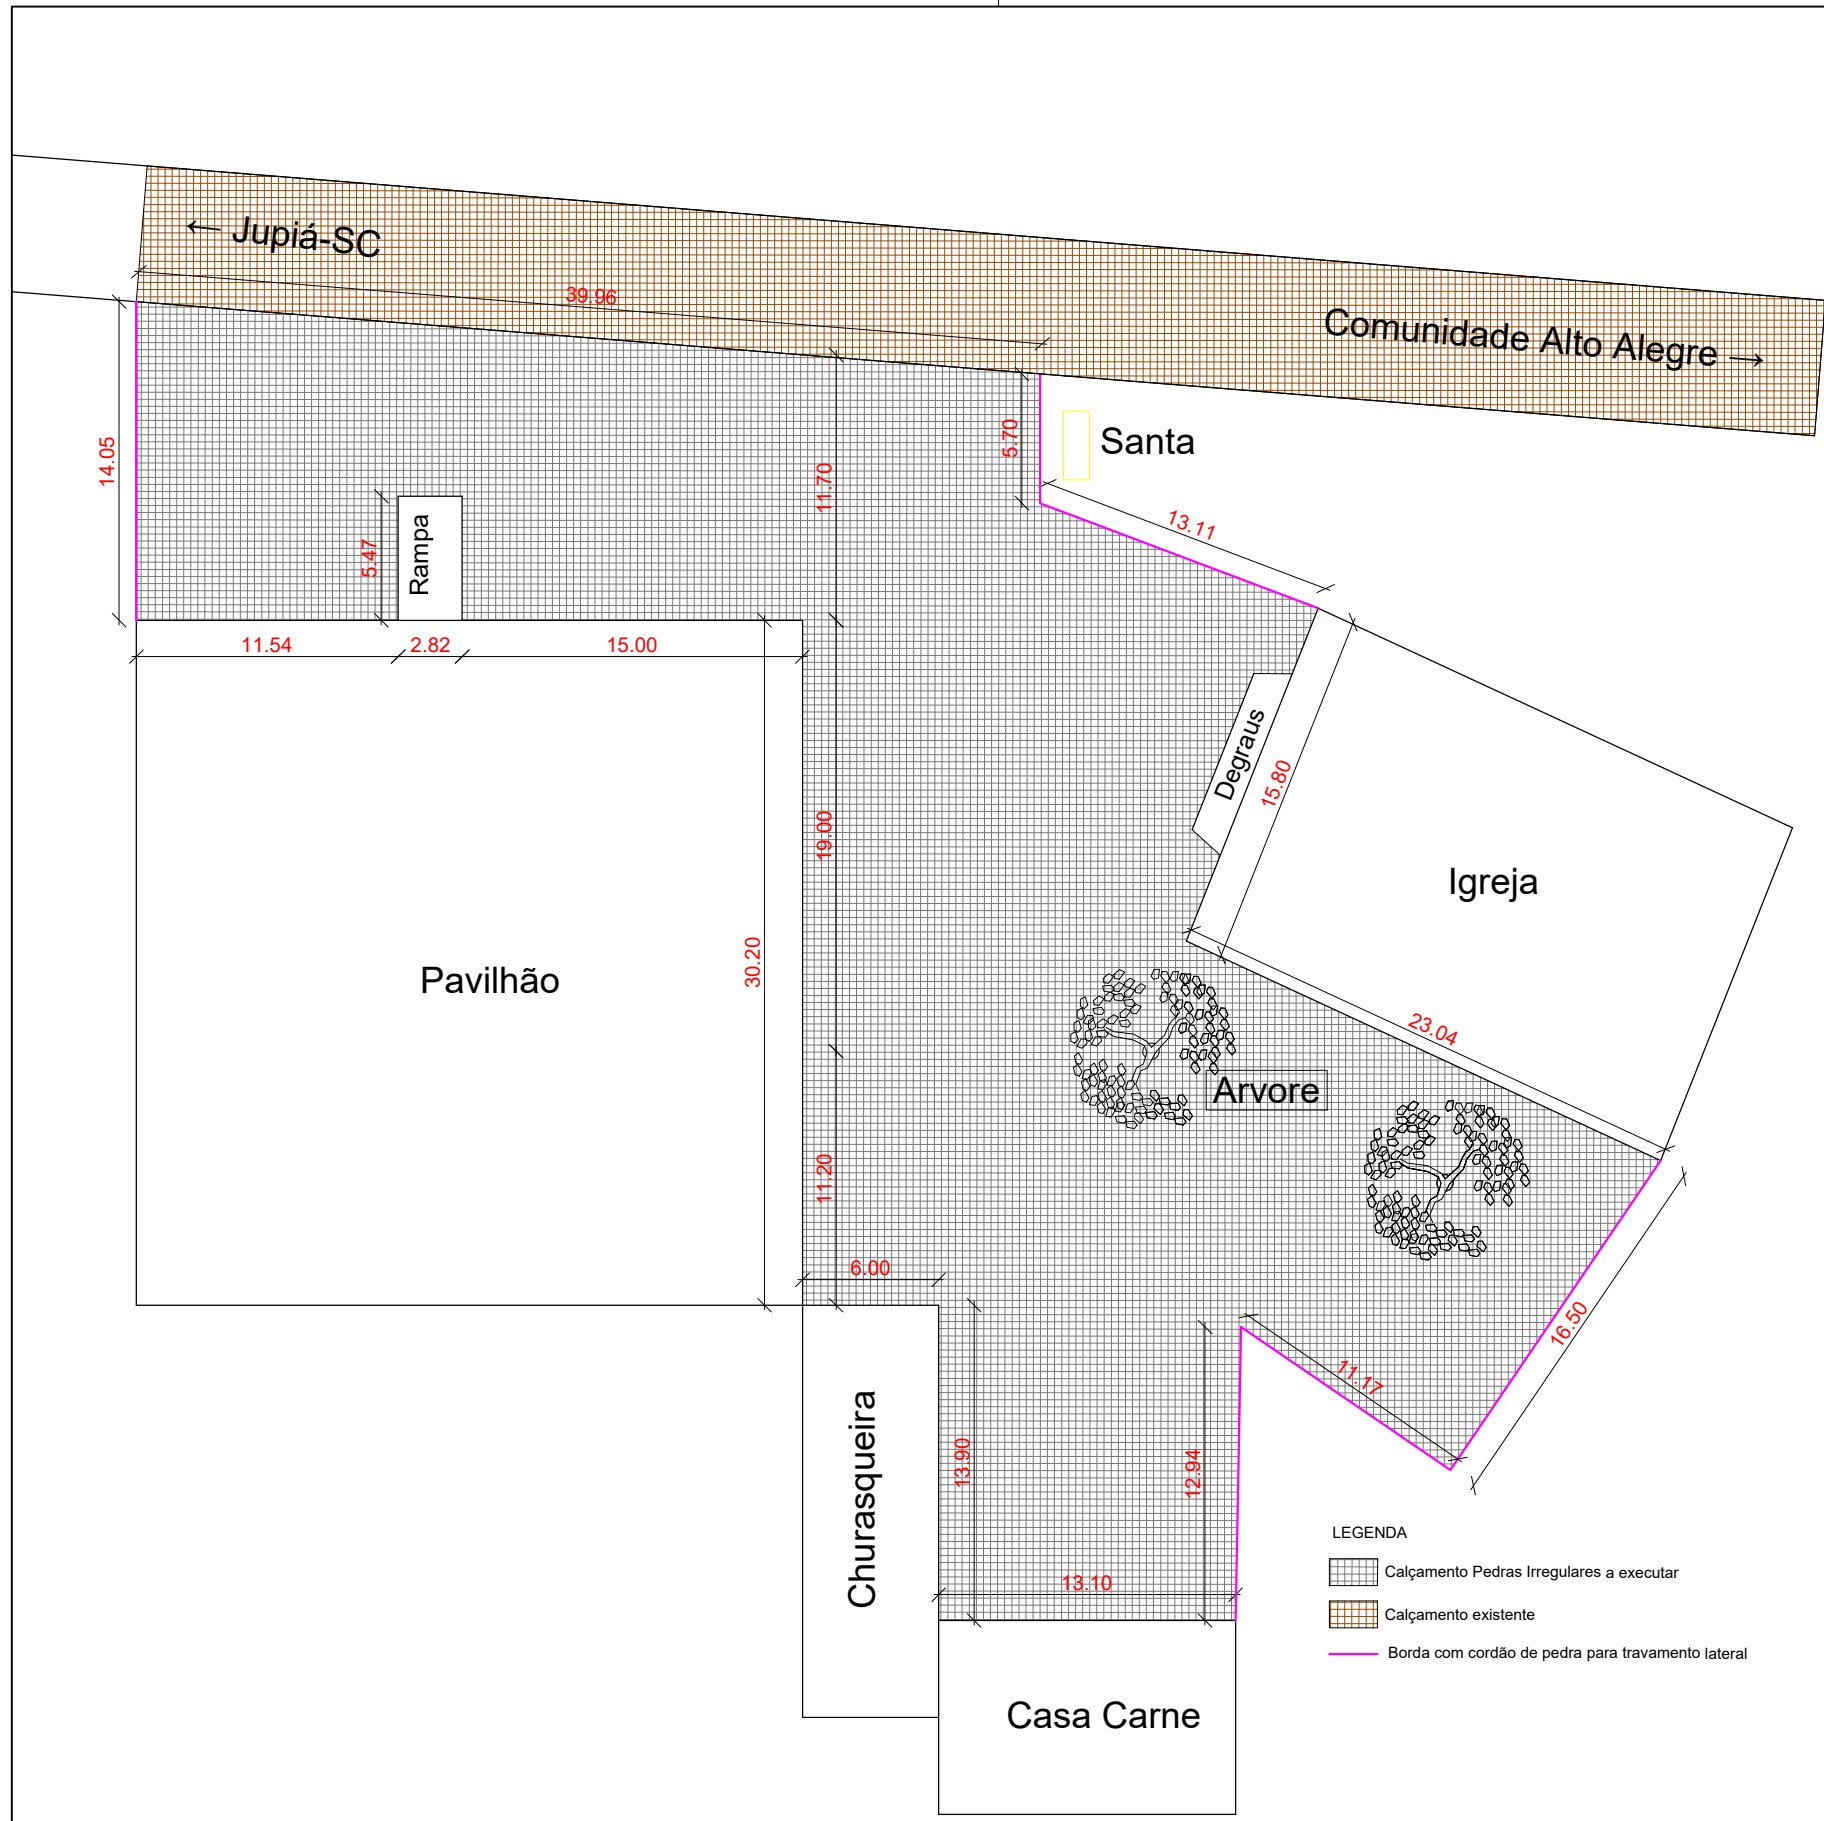 ← Jupiá-SC
39.96
Comunidade Alto Alegre →
14.05
11.70
5.70
Santa
13.11
5.47
Rampa
11.54
2.82
15.00
Degraus
15.80
19.00
Igreja
30.20
Pavilhão
23.04
Arvore
11.20
6.00
16.50
11.17
Churasqueira
13.90
12.94
13.10
LEGENDA
Calçamento Pedras Irregulares a executar
Calçamento existente
Borda com cordão de pedra para travamento lateral
Casa Carne